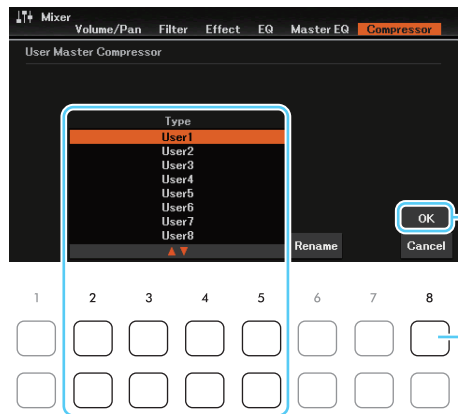 Mixer
Volume/Pan Filter Effect EQ Master EQ Compressor
User Master Compressor
Type
User1
User2
User3
User4
User5
User6
User7
User8
OK
Rename Cancel
1 2 3 4 5 6 7 8